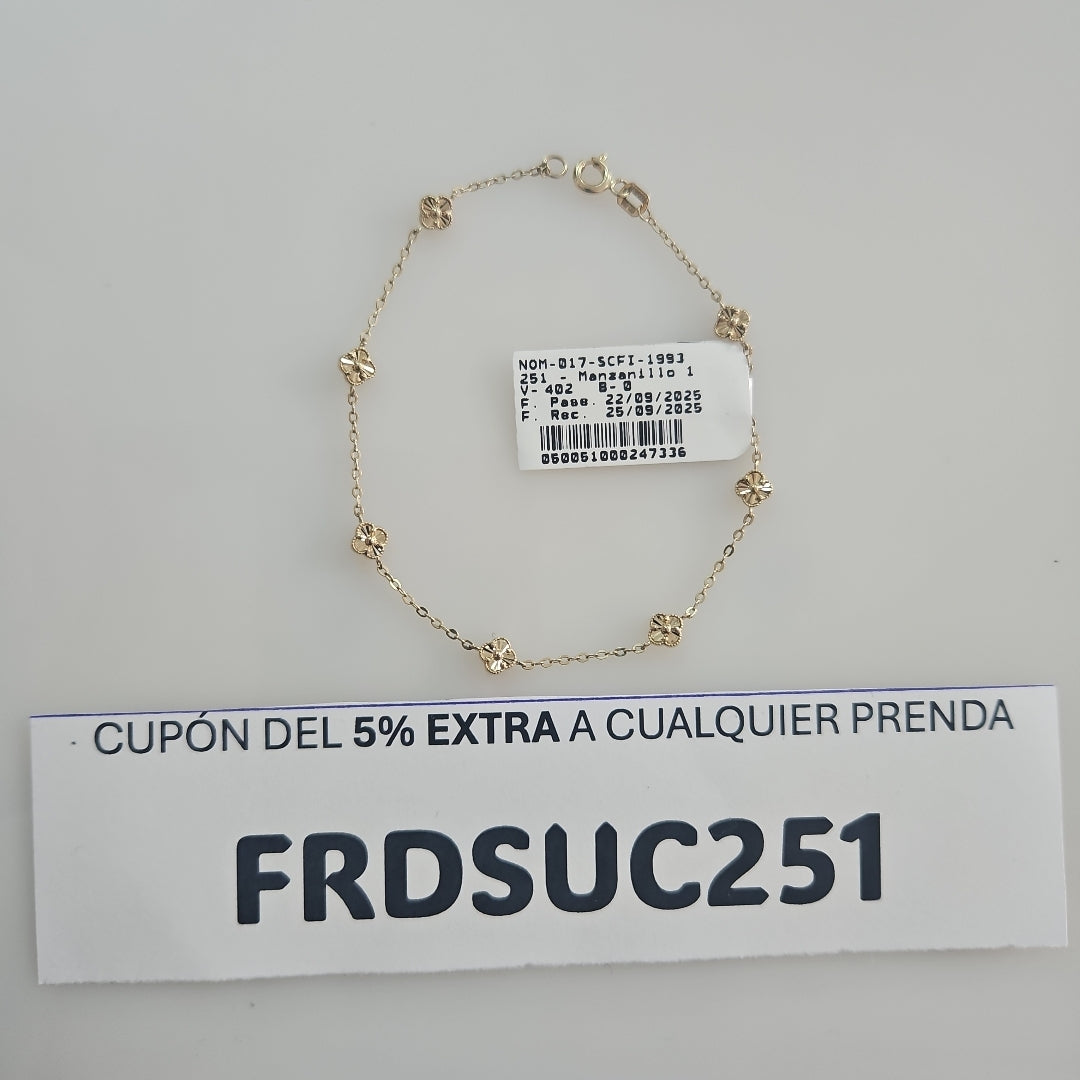 NOM-017-SCFI-1993
251 - Manzanillo 1
V- 402 B- 0
F. Pase. 22/09/2025
F. Rec. 25/09/2025
050051000247336
CUPÓN DEL 5% EXTRA A CUALQUIER PRENDA
FRDSUC251